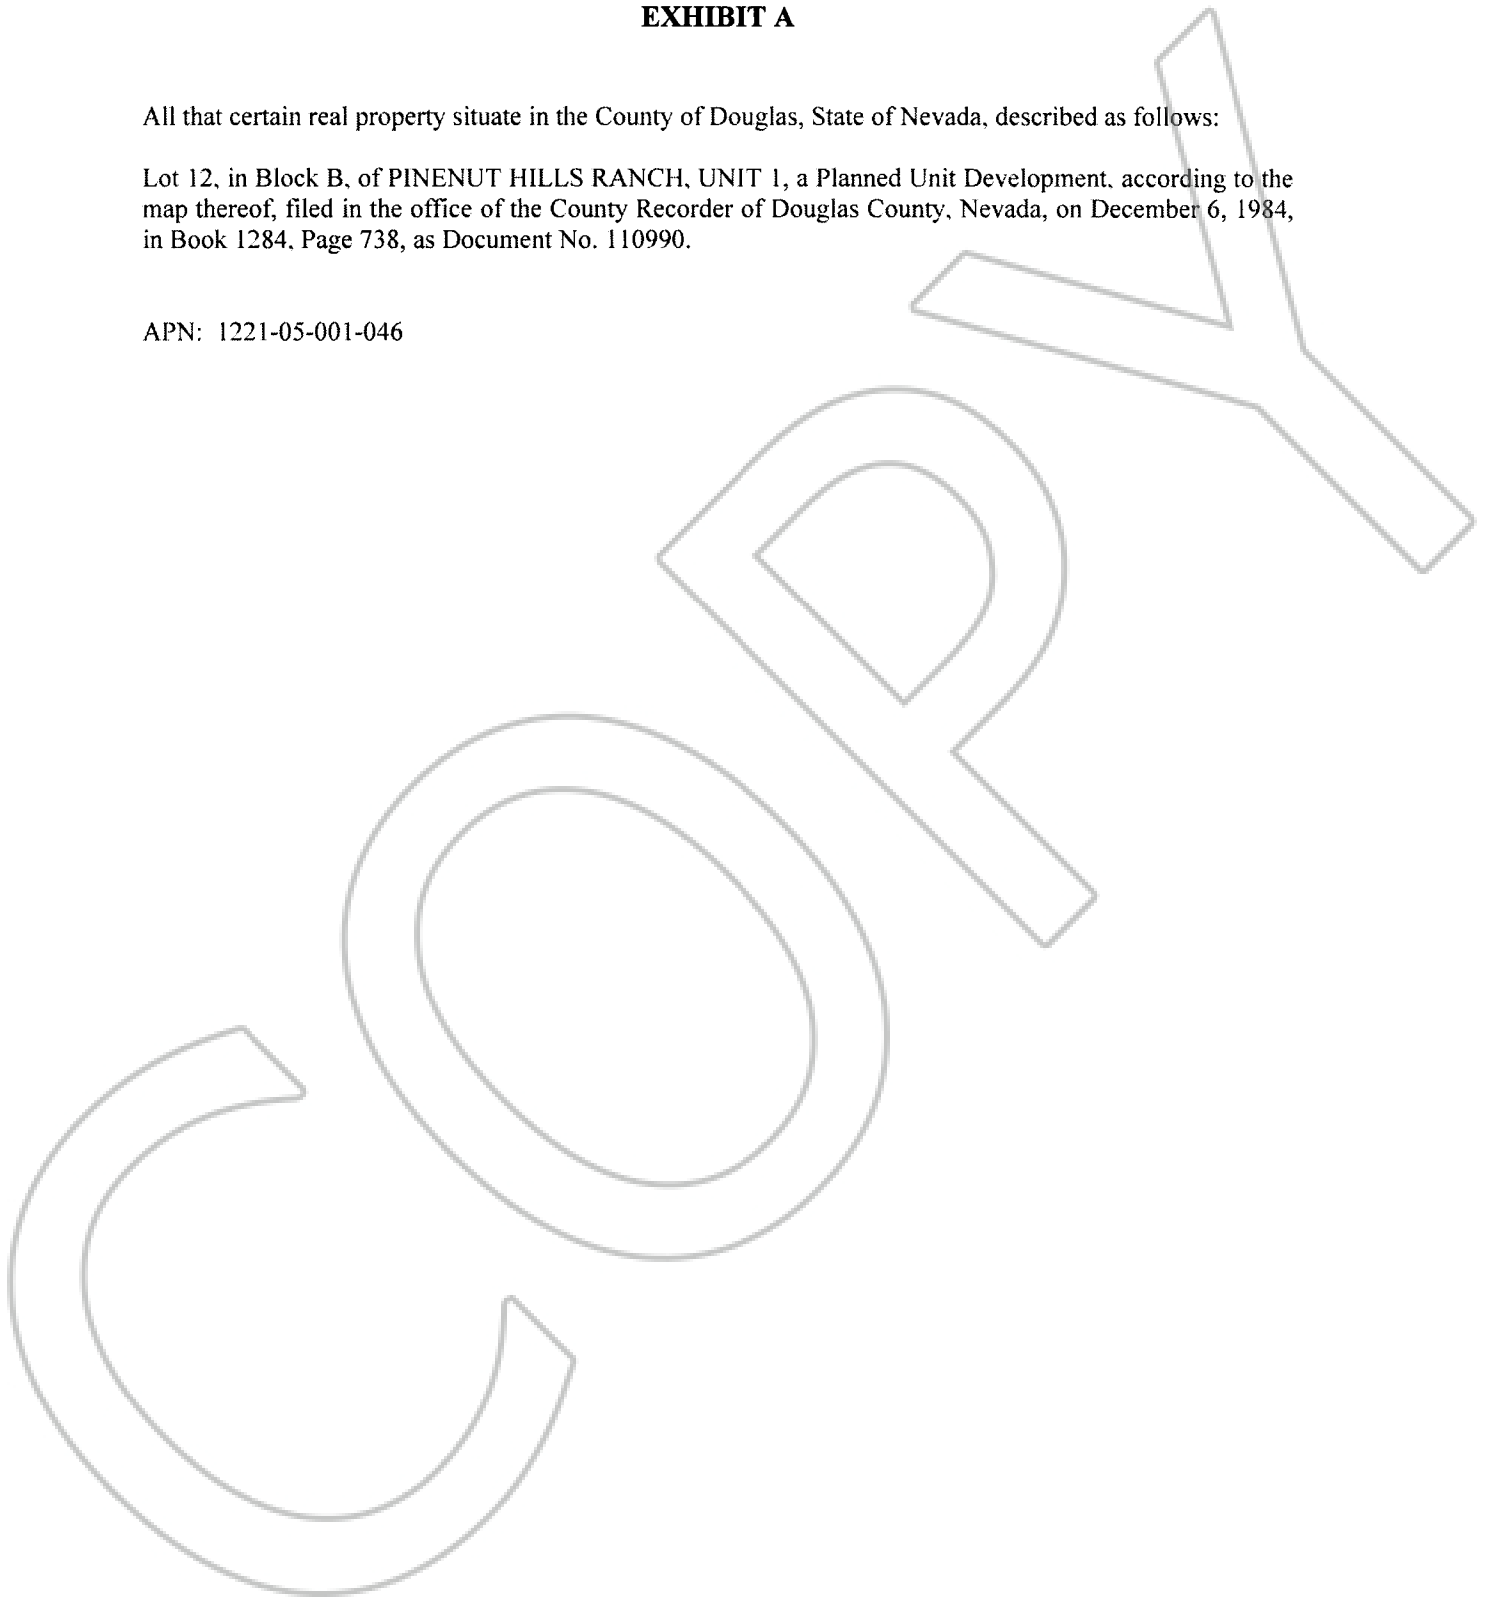 EXHIBIT A
All that certain real property situate in the County of Douglas, State of Nevada, described as follows:
Lot 12, in Block B, of PINENUT HILLS RANCH, UNIT 1, a Planned Unit Development, according to the
map thereof, filed in the office of the County Recorder of Douglas County, Nevada, on December 6, 1984,
in Book 1284, Page 738, as Document No. 110990.
APN: 1221-05-001-046
COPY